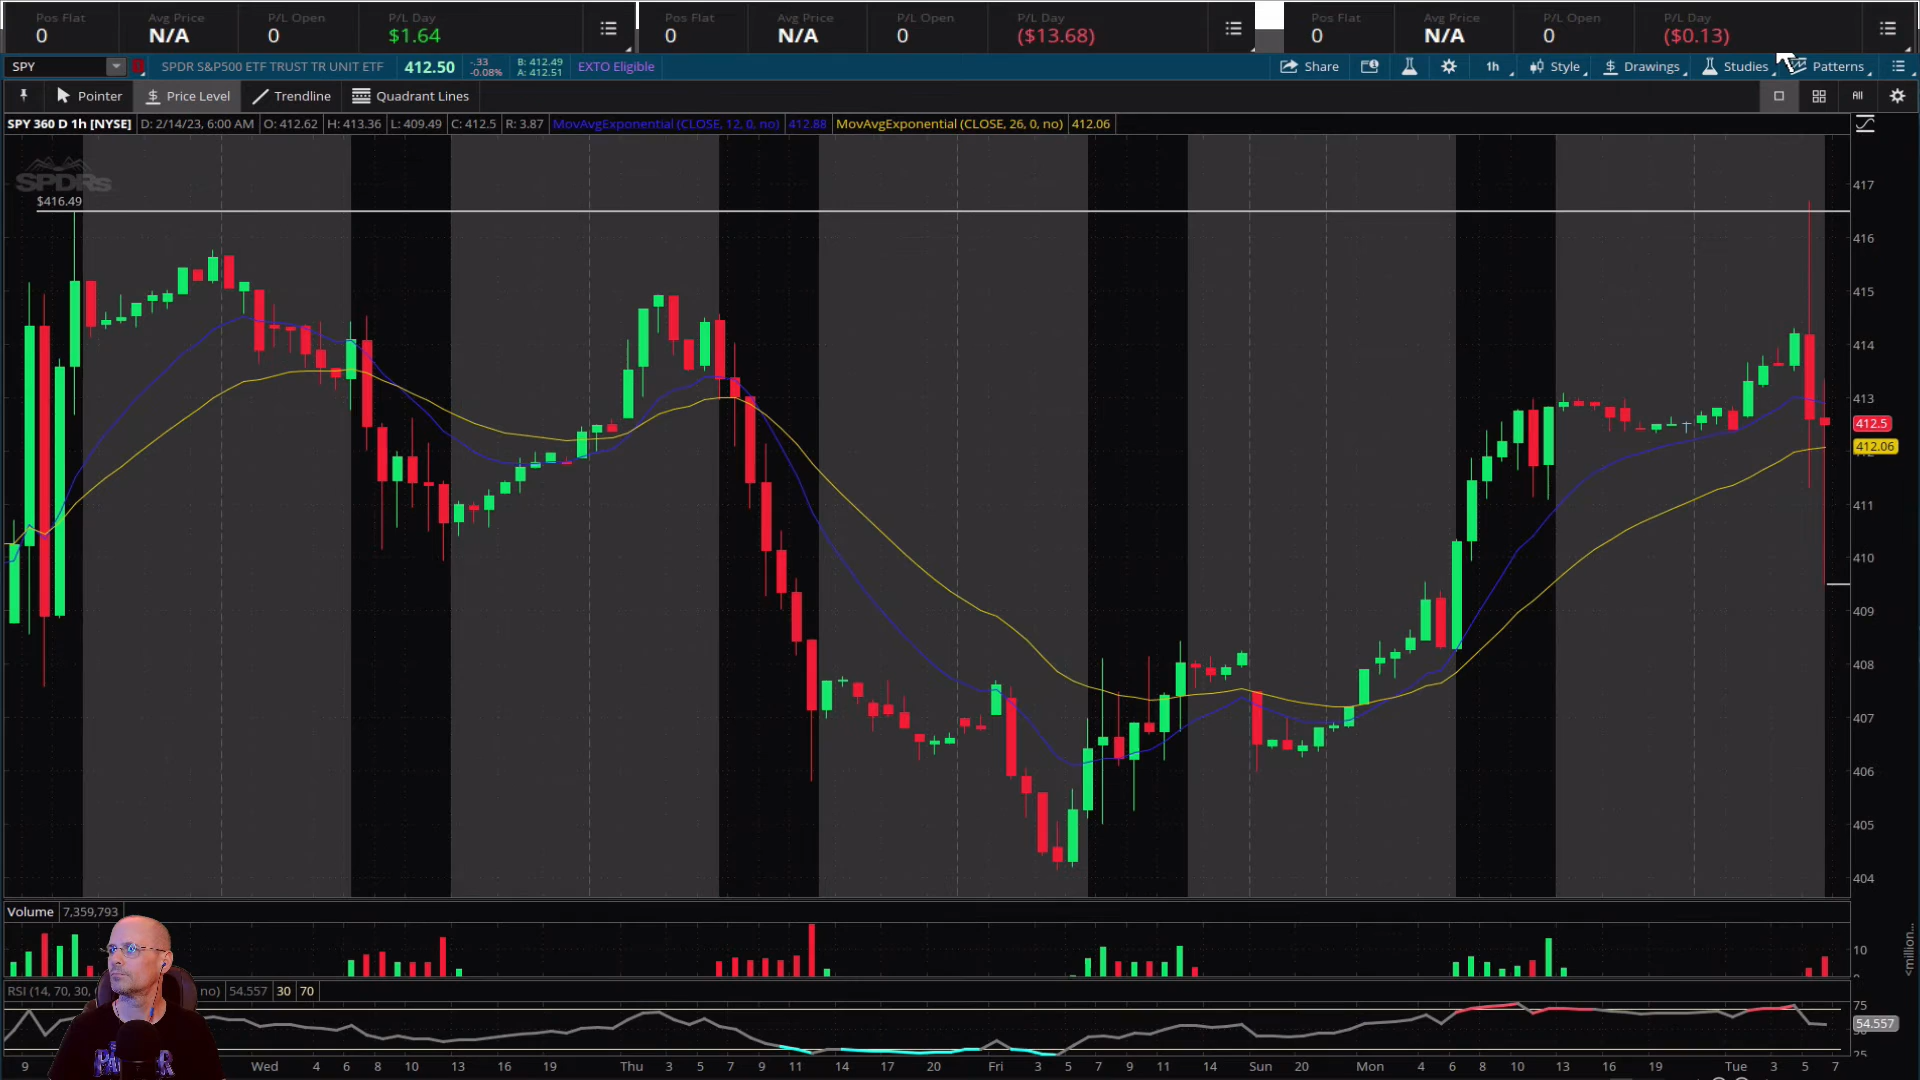 Pos Flat Avg Price P/L Open P/L Day Pos Flat Avg Price P/L Open P/L Day Pos Flat Avg Price P/L Open P/L Day
0 N/A 0 $1.64 0 N/A 0 ($13.68) 0 N/A 0 ($0.13)
SPY SPDR S&P500 ETF TRUST TR UNIT ETF 412.50 -.33 -0.08% B: 412.49 A: 412.51 EXTO Eligible Share 1h Style Drawings Studies Patterns
Pointer $ Price Level Trendline Quadrant Lines All
SPY 360 D 1h [NYSE] D: 2/14/23, 6:00 AM O: 412.62 H: 413.36 L: 409.49 C: 412.5 R: 3.87 MovAvgExponential (CLOSE, 12, 0, no) 412.88 MovAvgExponential (CLOSE, 26, 0, no) 412.06
SPDRs
$416.49
417
416
415
414
413
412.5
412.06
411
410
409
408
407
406
405
404
Volume 7,359,793
10
<million...
RSI (14, 70, 30, no) 54.557 30 70
75
54.557
25
9 Wed 4 6 8 10 13 16 19 Thu 3 5 7 9 11 14 17 20 Fri 3 5 7 9 11 14 Sun 20 Mon 4 6 8 10 13 16 19 Tue 3 5 7